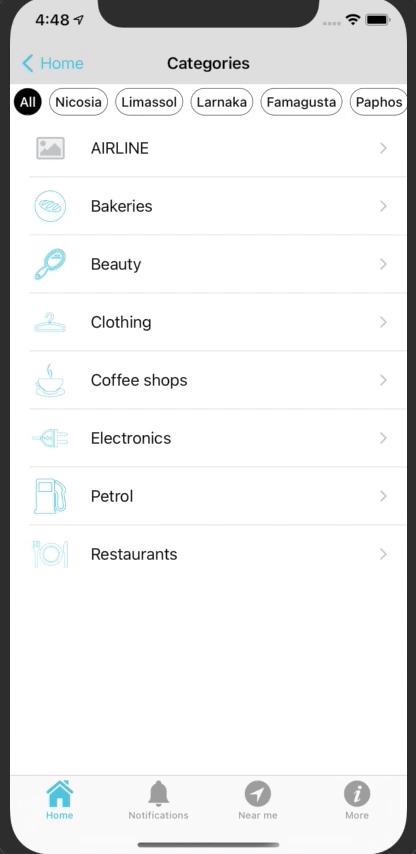 4:48
Home
Categories
All Nicosia Limassol Larnaka Famagusta Paphos
AIRLINE
Bakeries
Beauty
Clothing
Coffee shops
Electronics
Petrol
Restaurants
Home Notifications Near me More